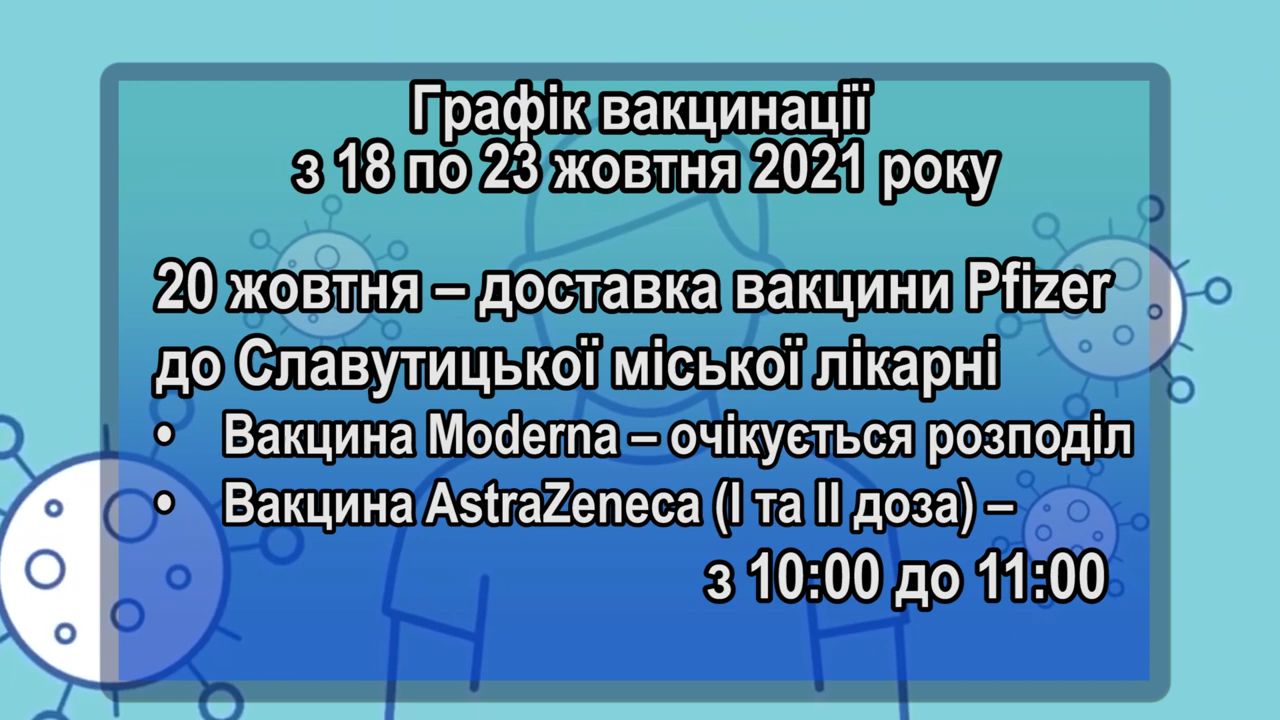 Графік вакцинації
з 18 по 23 жовтня 2021 року
20 жовтня – доставка вакцини Pfizer
до Славутицької міської лікарні
• Вакцина Moderna – очікується розподіл
• Вакцина AstraZeneca (І та ІІ доза) –
з 10:00 до 11:00